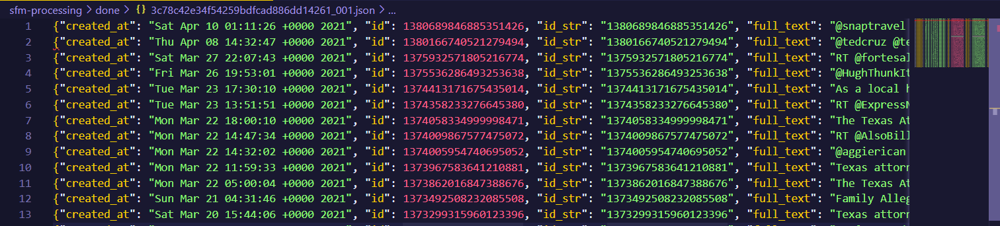 sfm-processing > done > {} 3c78c42e34f54259bdfcad886dd14261_001.json > ...
1 {"created_at": "Sat Apr 10 01:11:26 +0000 2021", "id": 1380689846885351426, "id_str": "1380689846885351426", "full_text": "@snaptravel
2 {"created_at": "Thu Apr 08 14:32:47 +0000 2021", "id": 1380166740521279494, "id_str": "1380166740521279494", "full_text": "@tedcruz @te
3 {"created_at": "Sat Mar 27 22:07:43 +0000 2021", "id": 1375932571805216774, "id_str": "1375932571805216774", "full_text": "RT @fortesal
4 {"created_at": "Fri Mar 26 19:53:01 +0000 2021", "id": 1375536286493253638, "id_str": "1375536286493253638", "full_text": "@HughThunkIt
5 {"created_at": "Tue Mar 23 17:30:10 +0000 2021", "id": 1374413171675435014, "id_str": "1374413171675435014", "full_text": "As a local h
6 {"created_at": "Tue Mar 23 13:51:51 +0000 2021", "id": 1374358233276645380, "id_str": "1374358233276645380", "full_text": "RT @ExpressN
7 {"created_at": "Mon Mar 22 18:00:10 +0000 2021", "id": 1374058334999998471, "id_str": "1374058334999998471", "full_text": "The Texas At
8 {"created_at": "Mon Mar 22 14:47:34 +0000 2021", "id": 1374009867577475072, "id_str": "1374009867577475072", "full_text": "RT @AlsoBill
9 {"created_at": "Mon Mar 22 14:32:02 +0000 2021", "id": 1374005954740695052, "id_str": "1374005954740695052", "full_text": "@aggierican
10 {"created_at": "Mon Mar 22 11:59:33 +0000 2021", "id": 1373967583641210881, "id_str": "1373967583641210881", "full_text": "Texas attorn
11 {"created_at": "Mon Mar 22 05:00:04 +0000 2021", "id": 1373862016847388676, "id_str": "1373862016847388676", "full_text": "The Texas At
12 {"created_at": "Sun Mar 21 04:31:46 +0000 2021", "id": 1373492508232085508, "id_str": "1373492508232085508", "full_text": "Family Alleg
13 {"created_at": "Sat Mar 20 15:44:06 +0000 2021", "id": 1373299315960123396, "id_str": "1373299315960123396", "full_text": "Texas attorn